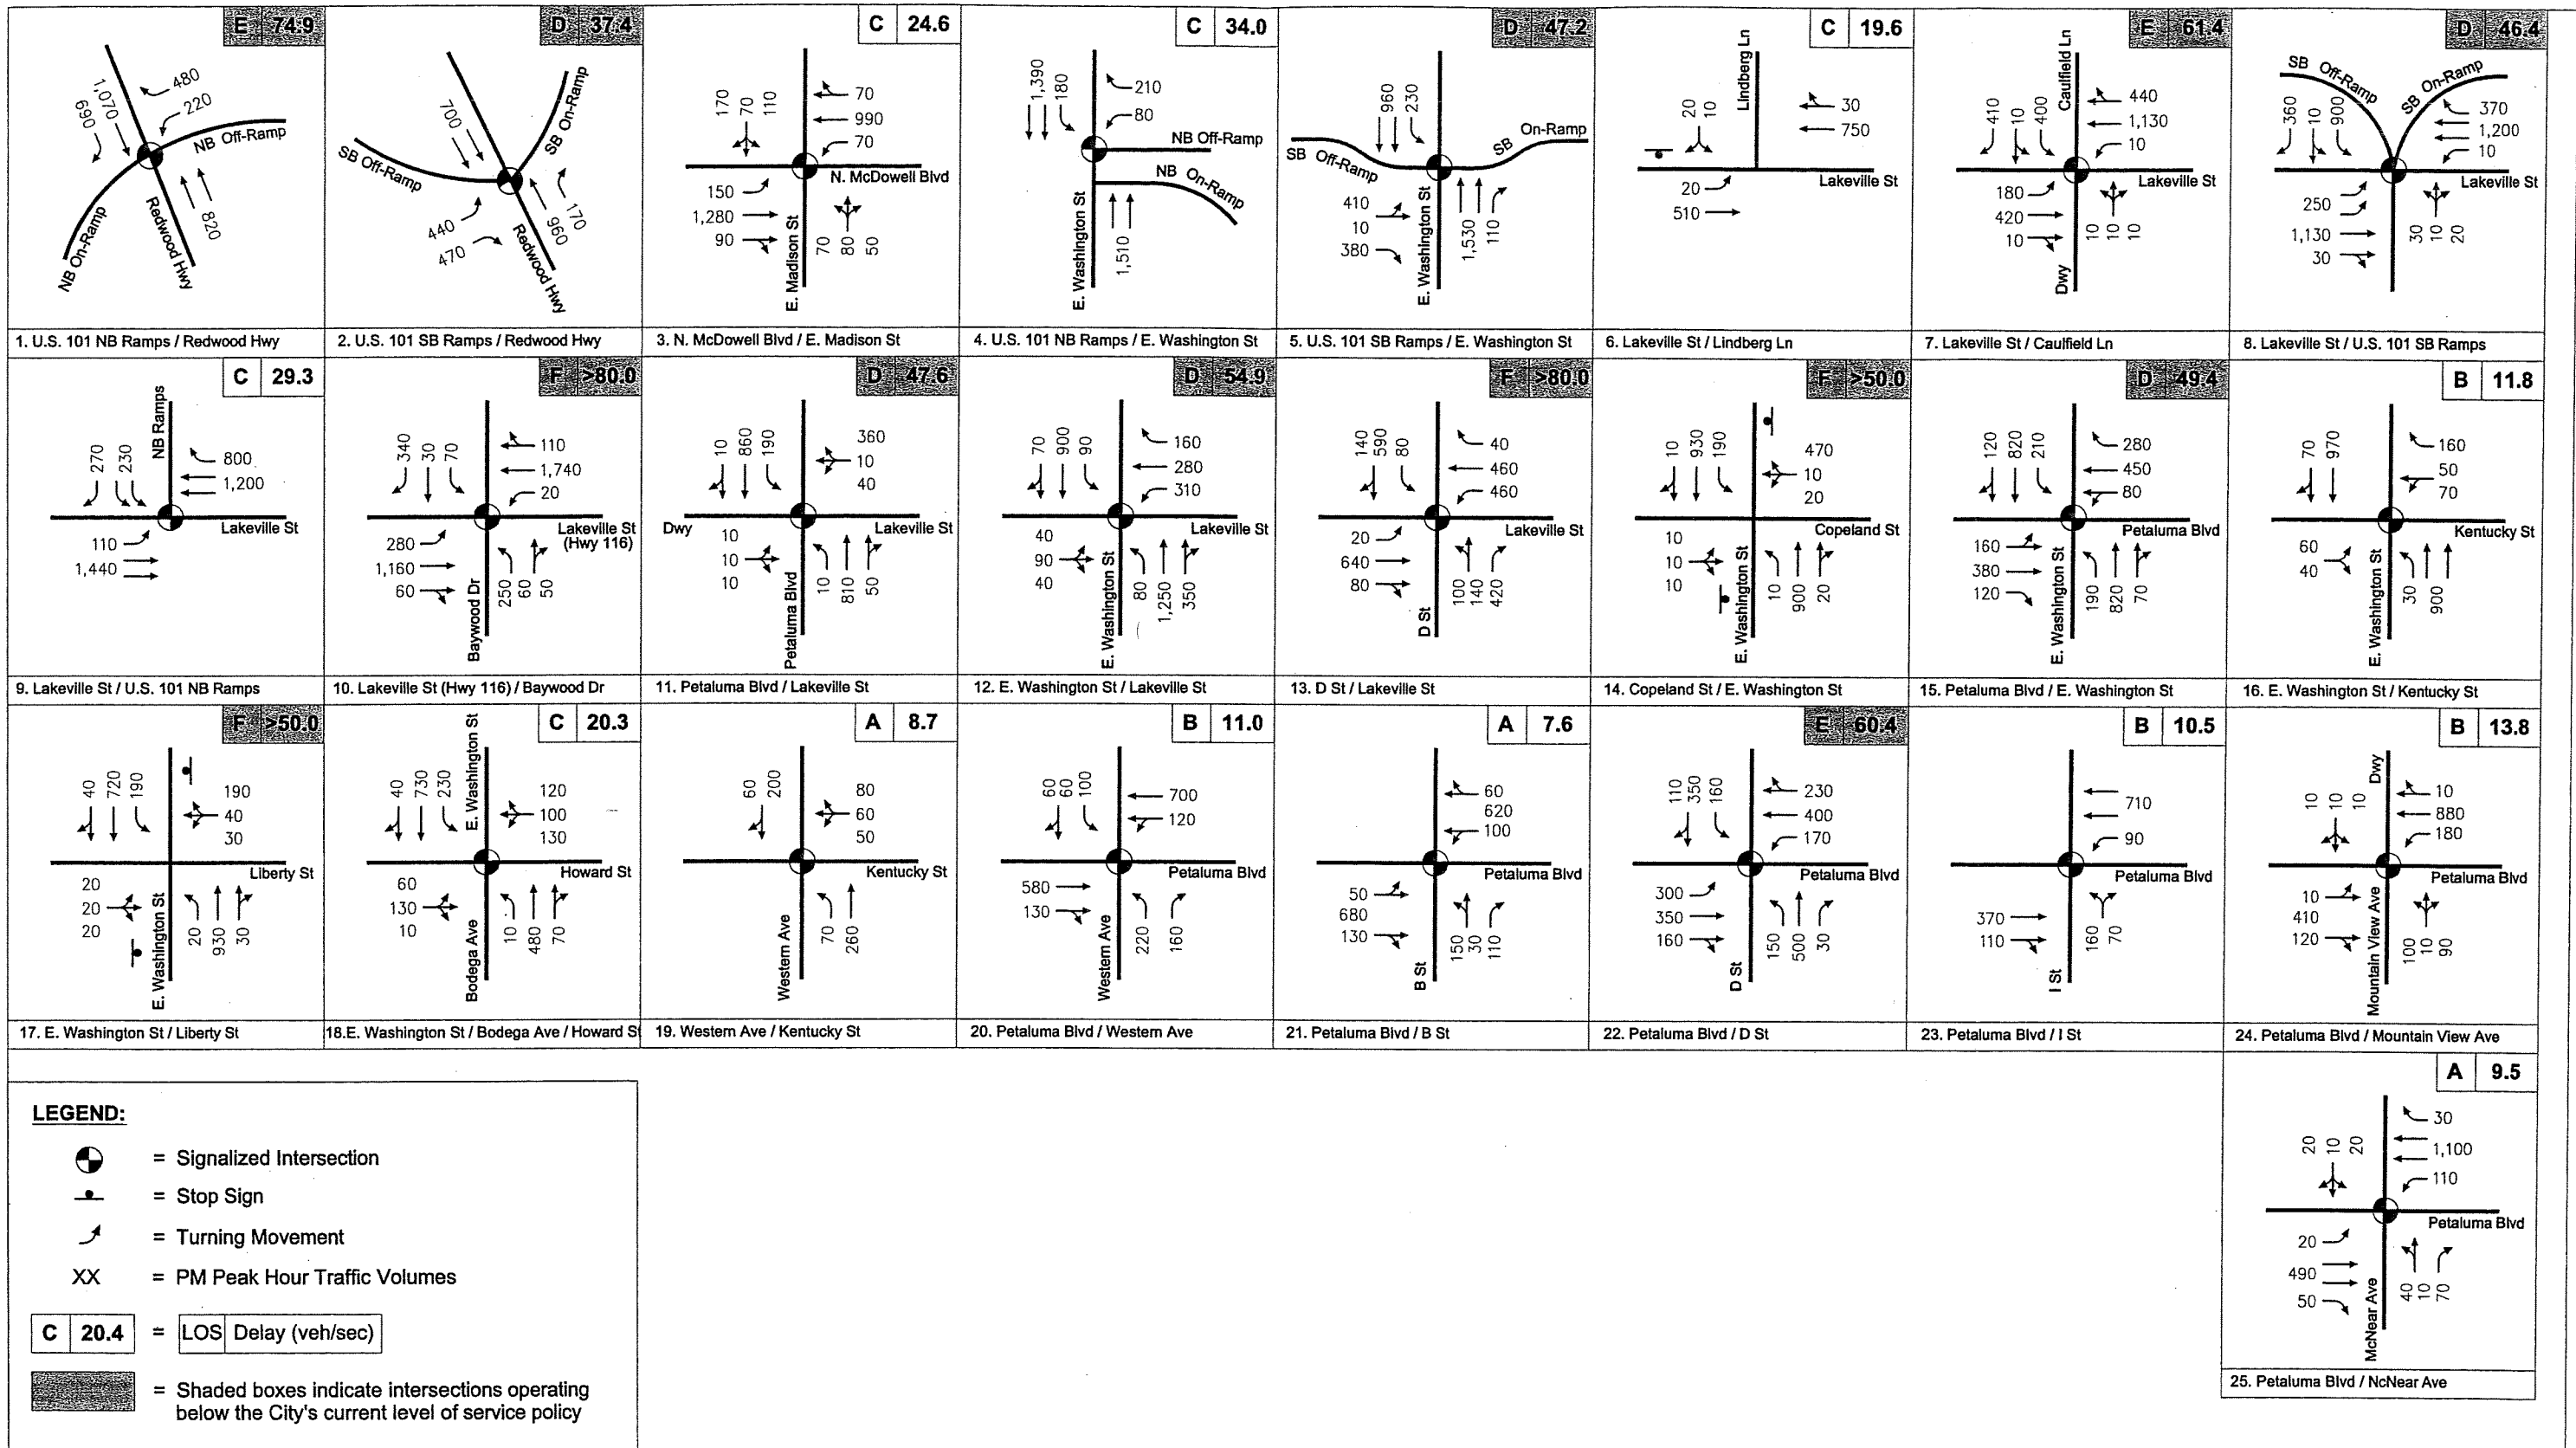 E 74.9
1,070
690
480
220
NB Off-Ramp
NB On-Ramp
Redwood Hwy
820
1. U.S. 101 NB Ramps / Redwood Hwy
D 37.4
700
SB On-Ramp
SB Off-Ramp
440
470
170
960
Redwood Hwy
2. U.S. 101 SB Ramps / Redwood Hwy
C 24.6
170 70 110
70
990
70
N. McDowell Blvd
150
1,280
90
E. Madison St
70 80 50
3. N. McDowell Blvd / E. Madison St
C 34.0
1,390 180
210
80
NB Off-Ramp
NB On-Ramp
E. Washington St
1,510
4. U.S. 101 NB Ramps / E. Washington St
D 47.2
960 230
SB On-Ramp
SB Off-Ramp
410
10
380
E. Washington St
1,530 110
5. U.S. 101 SB Ramps / E. Washington St
C 19.6
Lindberg Ln
20 10
30
750
20
510
Lakeville St
6. Lakeville St / Lindberg Ln
E 61.4
Caulfield Ln
410 10 400
440
1,130
10
Lakeville St
180
420
10
Dwy
10 10 10
7. Lakeville St / Caulfield Ln
D 46.4
SB Off-Ramp
SB On-Ramp
360 10 900
370
1,200
10
Lakeville St
250
1,130
30
30 10 20
8. Lakeville St / U.S. 101 SB Ramps
C 29.3
NB Ramps
270 230
800
1,200
Lakeville St
110
1,440
9. Lakeville St / U.S. 101 NB Ramps
F >80.0
340 30 70
110
1,740
20
Lakeville St
(Hwy 116)
280
1,160
60
Baywood Dr
250 60 50
10. Lakeville St (Hwy 116) / Baywood Dr
D 47.6
10 860 190
360
10
40
Dwy
Lakeville St
10
10
10
Petaluma Blvd
10 810 50
11. Petaluma Blvd / Lakeville St
D 54.9
70 900 90
160
280
310
Lakeville St
40
90
40
E. Washington St
80 1,250 350
12. E. Washington St / Lakeville St
F >80.0
140 590 80
40
460
460
Lakeville St
20
640
80
D St
100 140 420
13. D St / Lakeville St
F >50.0
10 930 190
470
10
20
Copeland St
10
10
10
E. Washington St
10 900 20
14. Copeland St / E. Washington St
D 49.4
120 820 210
280
450
80
Petaluma Blvd
160
380
120
E. Washington St
190 820 70
15. Petaluma Blvd / E. Washington St
B 11.8
70 970
160
50
70
Kentucky St
60
40
E. Washington St
30 900
16. E. Washington St / Kentucky St
F >50.0
40 720 190
190
40
30
Liberty St
20
20
20
E. Washington St
20 930 30
17. E. Washington St / Liberty St
C 20.3
E. Washington St
40 730 230
120
100
130
Howard St
60
130
10
Bodega Ave
10 480 70
18.E. Washington St / Bodega Ave / Howard St
A 8.7
60 200
80
60
50
Kentucky St
Western Ave
70 260
19. Western Ave / Kentucky St
B 11.0
60 60 100
700
120
Petaluma Blvd
580
130
Western Ave
220 160
20. Petaluma Blvd / Western Ave
A 7.6
60
620
100
Petaluma Blvd
50
680
130
B St
150 30 110
21. Petaluma Blvd / B St
E 60.4
110 350 160
230
400
170
Petaluma Blvd
300
350
160
D St
150 500 30
22. Petaluma Blvd / D St
B 10.5
710
90
Petaluma Blvd
370
110
I St
160 70
23. Petaluma Blvd / I St
B 13.8
Dwy
10 10 10
10
880
180
Petaluma Blvd
10
410
120
Mountain View Ave
100 10 90
24. Petaluma Blvd / Mountain View Ave
A 9.5
20 10 20
30
1,100
110
Petaluma Blvd
20
490
50
McNear Ave
40 10 70
25. Petaluma Blvd / NcNear Ave
LEGEND:
= Signalized Intersection
= Stop Sign
= Turning Movement
XX = PM Peak Hour Traffic Volumes
C 20.4 = LOS Delay (veh/sec)
= Shaded boxes indicate intersections operating
below the City's current level of service policy